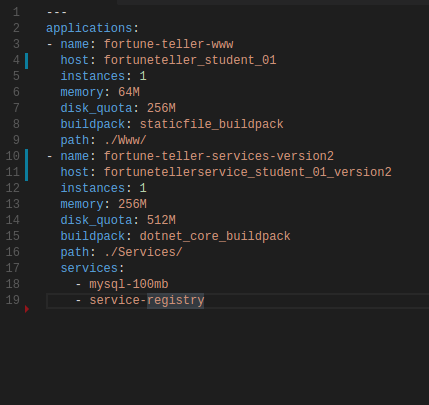 1 ---
2 applications:
3 - name: fortune-teller-www
4   host: fortuneteller_student_01
5   instances: 1
6   memory: 64M
7   disk_quota: 256M
8   buildpack: staticfile_buildpack
9   path: ./Www/
10 - name: fortune-teller-services-version2
11   host: fortunetellerservice_student_01_version2
12   instances: 1
13   memory: 256M
14   disk_quota: 512M
15   buildpack: dotnet_core_buildpack
16   path: ./Services/
17   services:
18     - mysql-100mb
19     - service-registry